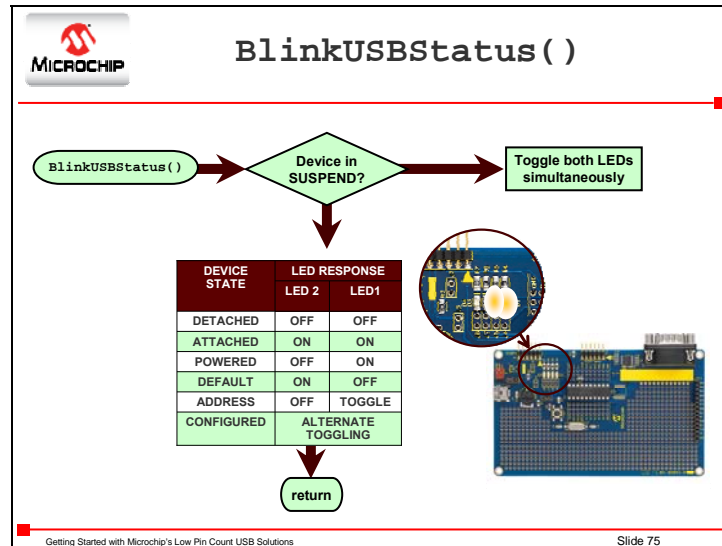 MICROCHIP
BlinkUSBStatus()
BlinkUSBStatus()
Device in
SUSPEND?
Toggle both LEDs
simultaneously
DEVICE STATE LED RESPONSE
LED 2 LED1
DETACHED OFF OFF
ATTACHED ON ON
POWERED OFF ON
DEFAULT ON OFF
ADDRESS OFF TOGGLE
CONFIGURED ALTERNATE
TOGGLING
return
Getting Started with Microchip's Low Pin Count USB Solutions Slide 75